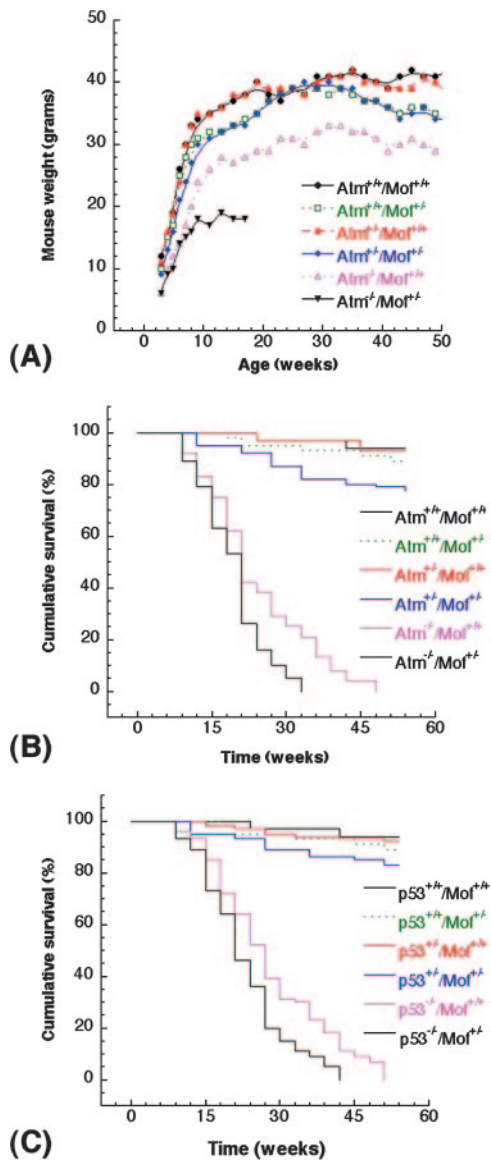 Mouse weight (grams)
50
40
30
20
10
0
Atm+/+/Mof+/+
Atm+/+/Mof+/-
Atm+/-/Mof+/+
Atm+/-/Mof+/-
Atm-/-/Mof+/+
Atm-/-/Mof+/-
0 10 20 30 40 50
Age (weeks)
(A)
Cumulative survival (%)
100
80
60
40
20
0
Atm+/+/Mof+/+
Atm+/+/Mof+/-
Atm+/-/Mof+/+
Atm+/-/Mof+/-
Atm-/-/Mof+/+
Atm-/-/Mof+/-
0 15 30 45 60
Time (weeks)
(B)
Cumulative survival (%)
100
80
60
40
20
0
p53+/+/Mof+/+
p53+/+/Mof+/-
p53+/-/Mof+/+
p53+/-/Mof+/-
p53-/-/Mof+/+
p53-/-/Mof+/-
0 15 30 45 60
Time (weeks)
(C)